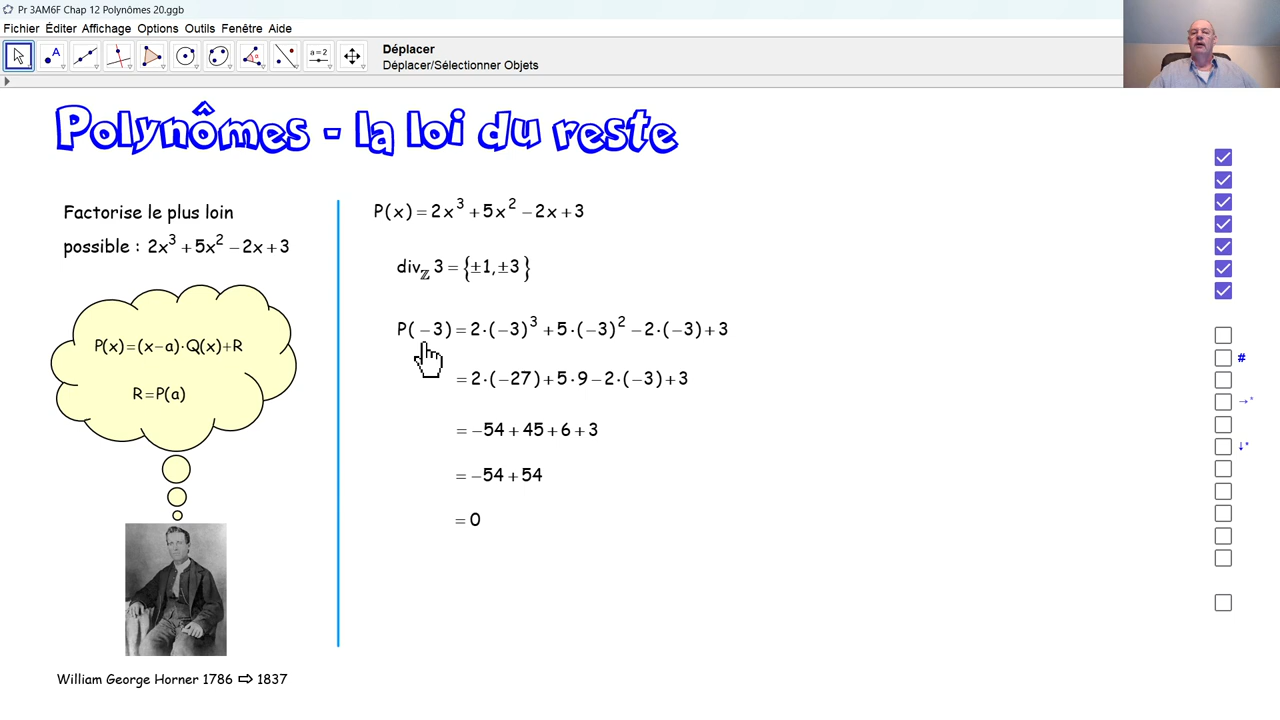 Pr 3AM6F Chap 12 Polynômes 20.ggb
Fichier Éditer Affichage Options Outils Fenêtre Aide
A
a=2
Déplacer
Déplacer/Sélectionner Objets
Polynômes - la loi du reste
Factorise le plus loin
possible : 2x³+5x²−2x+3
P(x)=(x−a)·Q(x)+R
R=P(a)
William George Horner 1786 ⇨ 1837
P(x)=2x³+5x²−2x+3
div_ℤ 3={±1,±3}
P(−3)=2·(−3)³+5·(−3)²−2·(−3)+3
=2·(−27)+5·9−2·(−3)+3
=−54+45+6+3
=−54+54
=0
#
→*
↓*